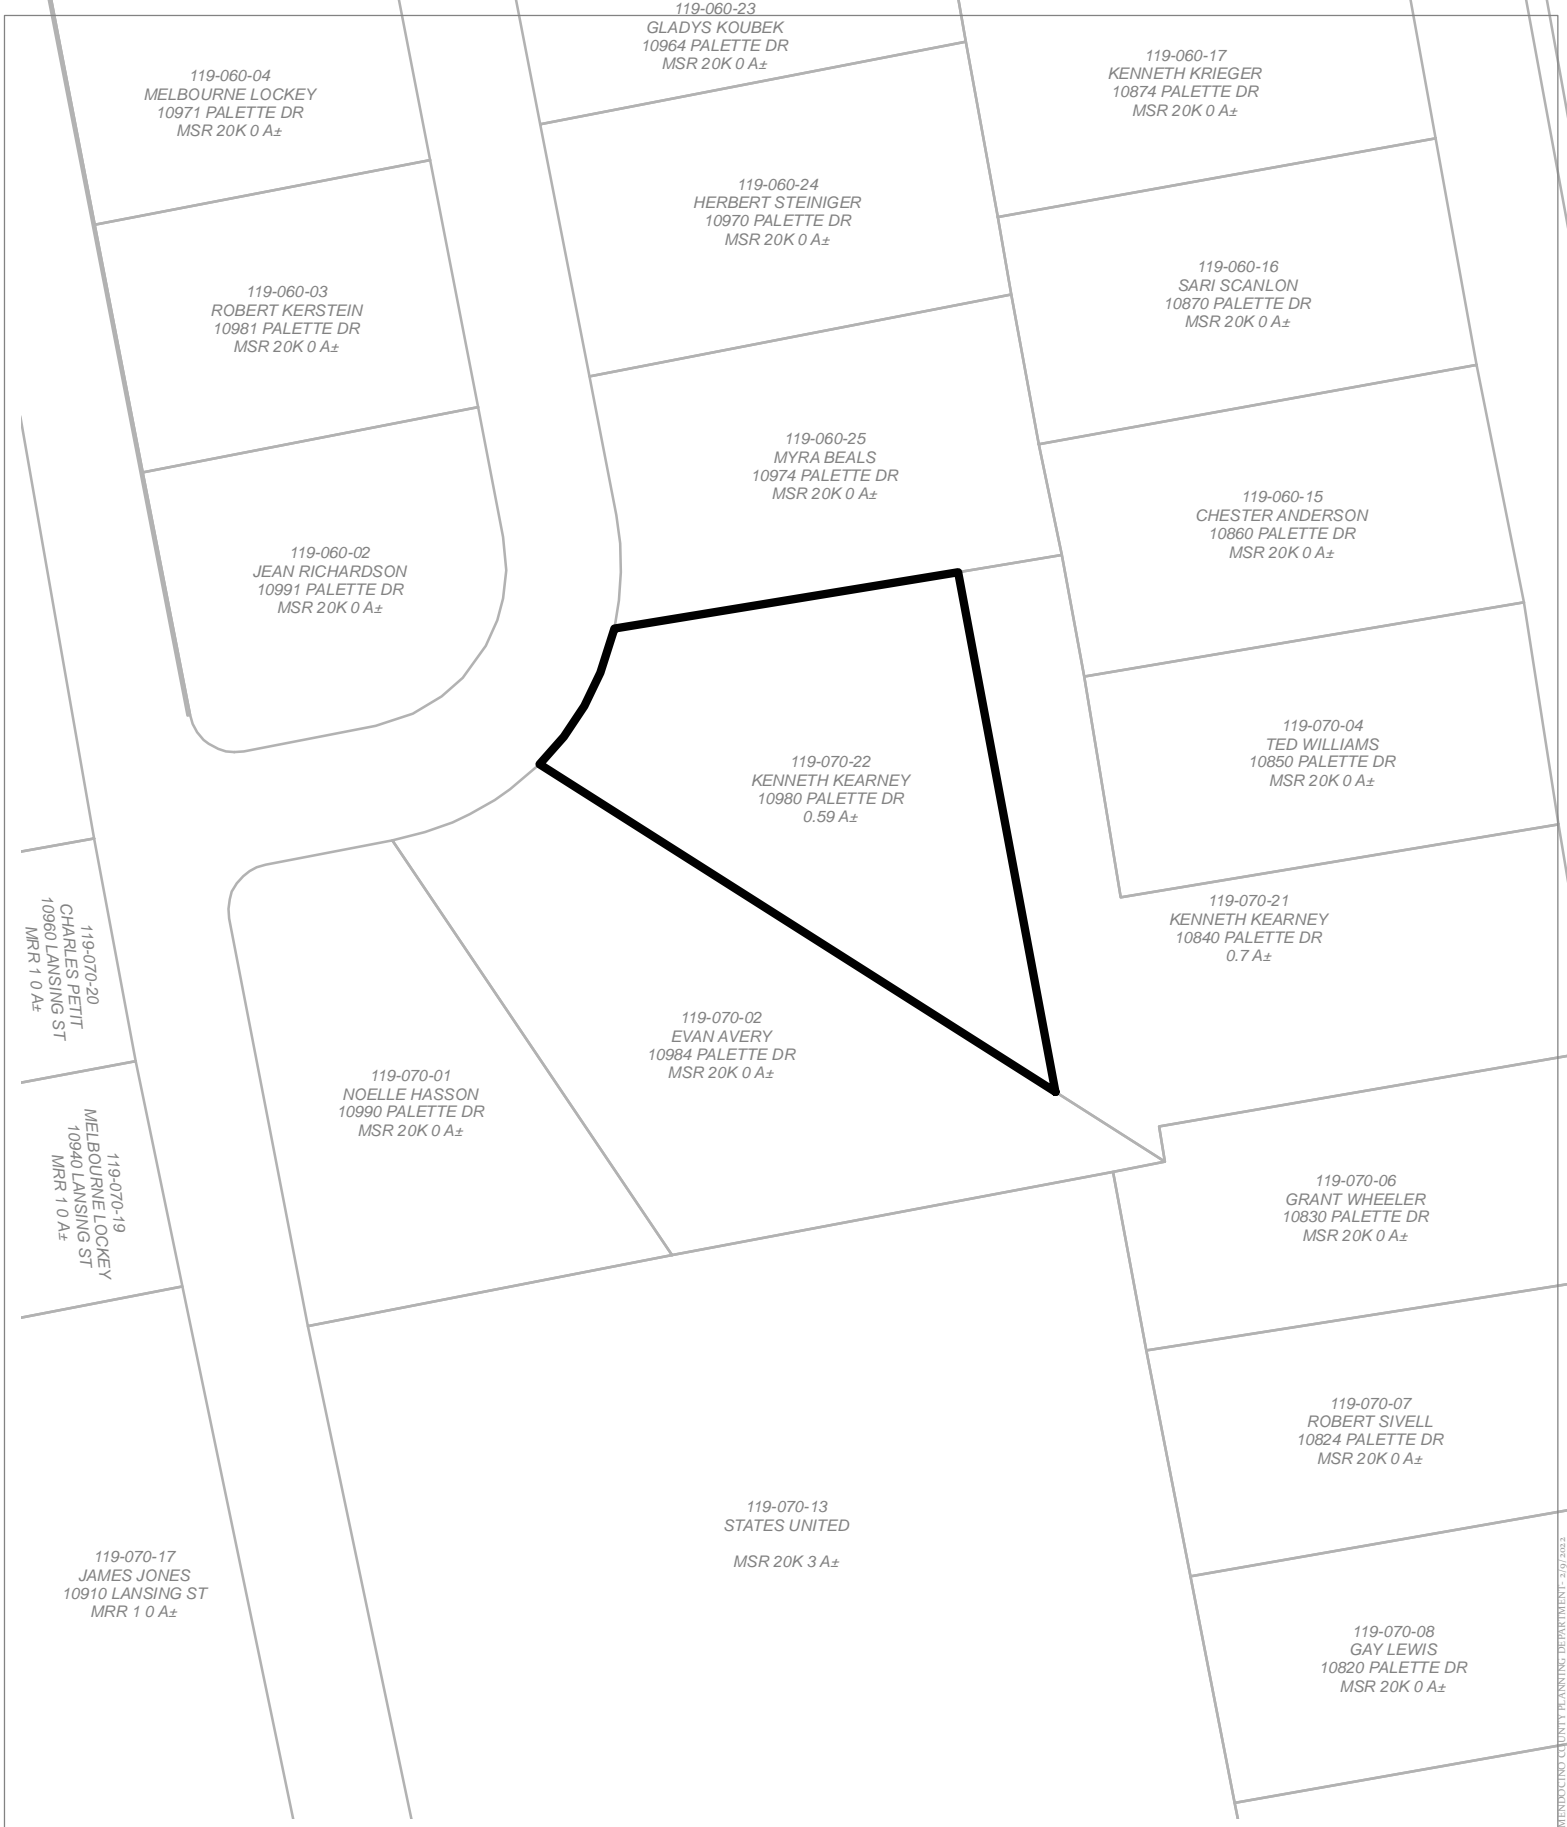 119-060-23
GLADYS KOUBEK
10964 PALETTE DR
MSR 20K 0 A±
119-060-04
MELBOURNE LOCKEY
10971 PALETTE DR
MSR 20K 0 A±
119-060-17
KENNETH KRIEGER
10874 PALETTE DR
MSR 20K 0 A±
119-060-24
HERBERT STEINIGER
10970 PALETTE DR
MSR 20K 0 A±
119-060-16
SARI SCANLON
10870 PALETTE DR
MSR 20K 0 A±
119-060-03
ROBERT KERSTEIN
10981 PALETTE DR
MSR 20K 0 A±
119-060-25
MYRA BEALS
10974 PALETTE DR
MSR 20K 0 A±
119-060-15
CHESTER ANDERSON
10860 PALETTE DR
MSR 20K 0 A±
119-060-02
JEAN RICHARDSON
10991 PALETTE DR
MSR 20K 0 A±
119-070-04
TED WILLIAMS
10850 PALETTE DR
MSR 20K 0 A±
119-070-22
KENNETH KEARNEY
10980 PALETTE DR
0.59 A±
119-070-21
KENNETH KEARNEY
10840 PALETTE DR
0.7 A±
119-070-20
CHARLES PETIT
10960 LANSING ST
MRR 1 0 A±
119-070-02
EVAN AVERY
10984 PALETTE DR
MSR 20K 0 A±
119-070-01
NOELLE HASSON
10990 PALETTE DR
MSR 20K 0 A±
119-070-19
MELBOURNE LOCKEY
10940 LANSING ST
MRR 1 0 A±
119-070-06
GRANT WHEELER
10830 PALETTE DR
MSR 20K 0 A±
119-070-07
ROBERT SIVELL
10824 PALETTE DR
MSR 20K 0 A±
119-070-13
STATES UNITED
MSR 20K 3 A±
119-070-17
JAMES JONES
10910 LANSING ST
MRR 1 0 A±
119-070-08
GAY LEWIS
10820 PALETTE DR
MSR 20K 0 A±
MENDOCINO COUNTY PLANNING DEPARTMENT- 2/9/2022